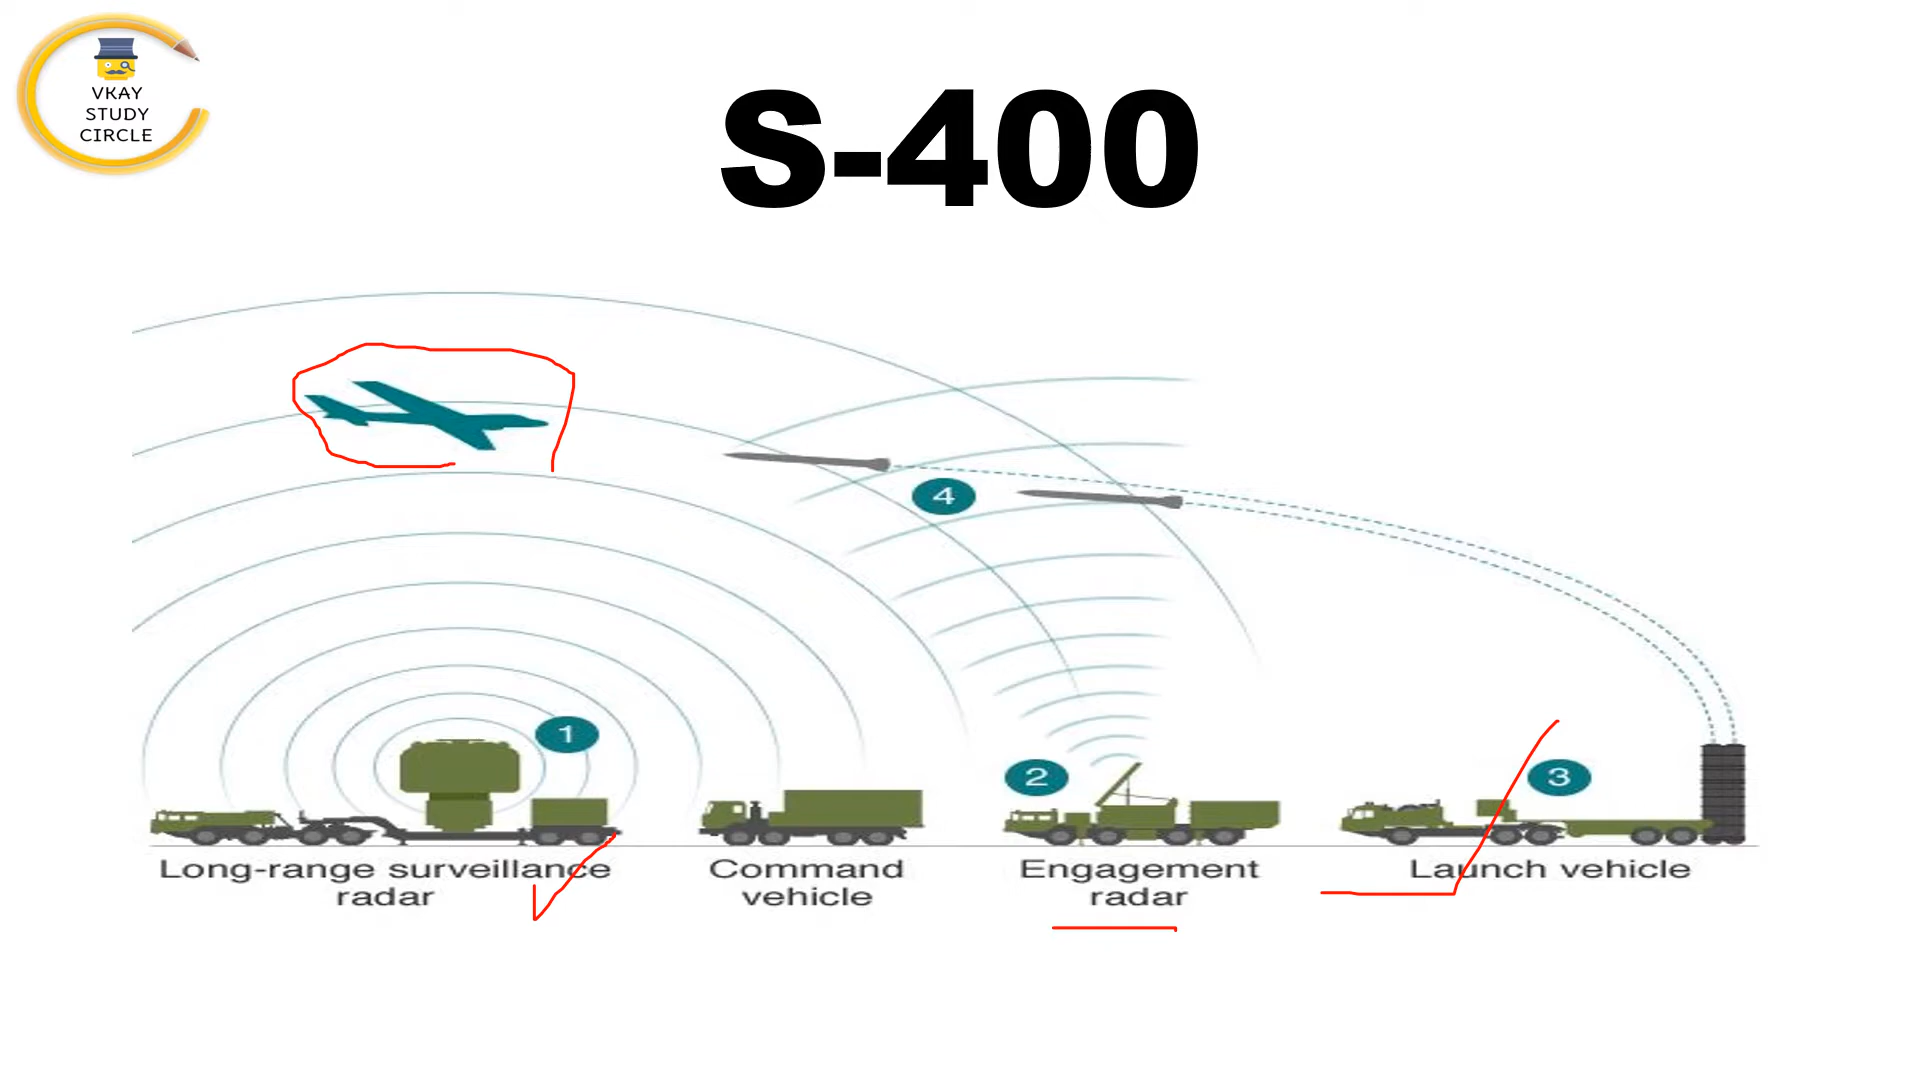 VKAY
STUDY
CIRCLE
S-400
4
1
2
3
Long-range surveillance
radar
Command
vehicle
Engagement
radar
Launch vehicle